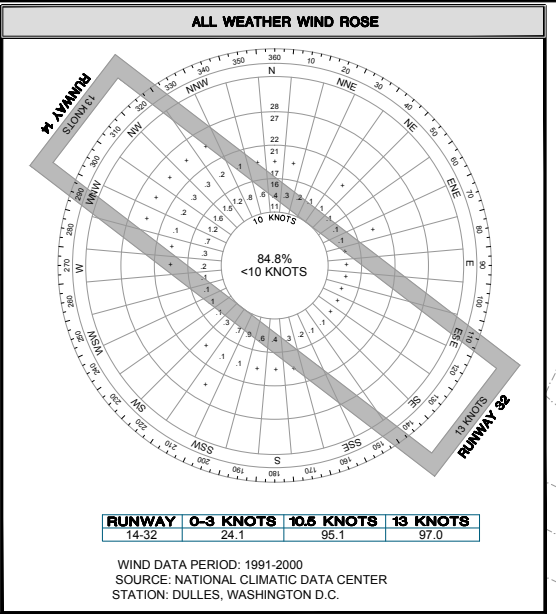 ALL WEATHER WIND ROSE
360
10
20
30
40
50
60
70
80
90
100
110
120
130
140
150
160
170
180
190
200
210
220
230
240
250
260
270
280
290
300
310
320
330
340
350
N
NNE
NE
ENE
E
ESE
SE
SSE
S
SSW
SW
WSW
W
WNW
NW
NNW
28
27
22
21
17
16
11
10 KNOTS
84.8%
<10 KNOTS
RUNWAY 14
13 KNOTS
13 KNOTS
RUNWAY 32
RUNWAY 0-3 KNOTS 10.5 KNOTS 13 KNOTS
14-32 24.1 95.1 97.0
WIND DATA PERIOD: 1991-2000
SOURCE: NATIONAL CLIMATIC DATA CENTER
STATION: DULLES, WASHINGTON D.C.